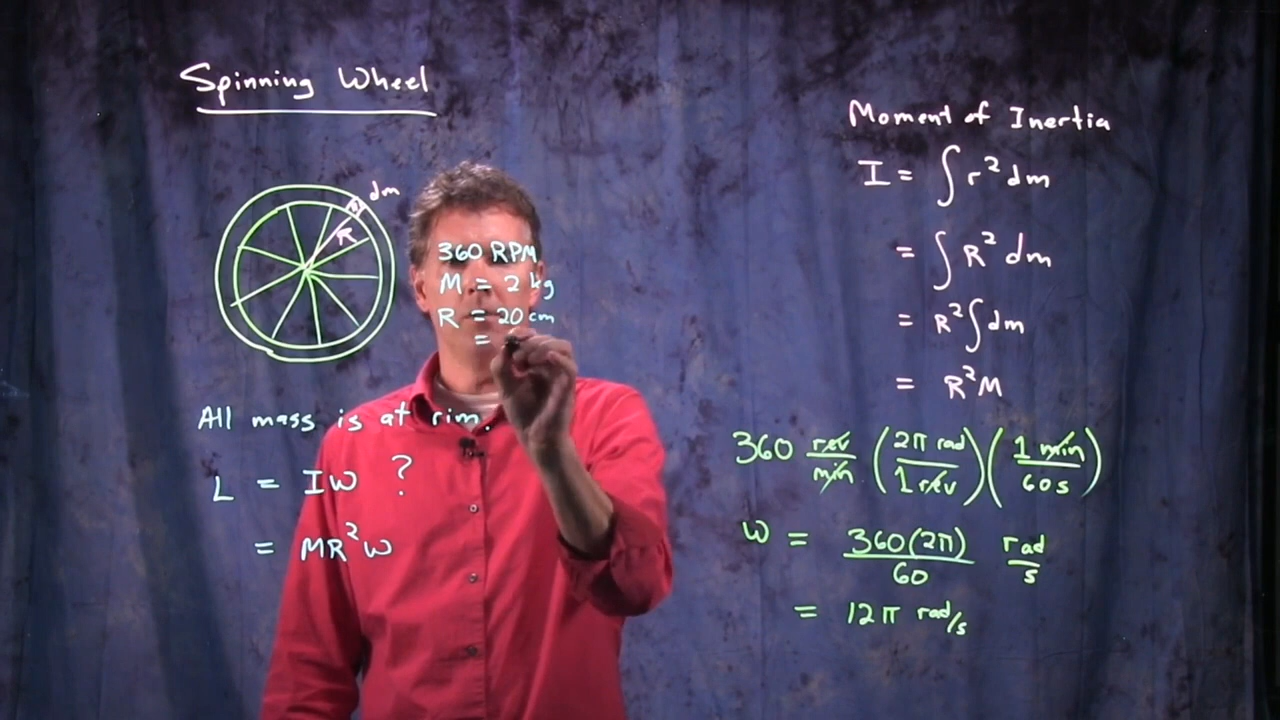 Spinning Wheel
dm
R
360 RPM
M = 2 kg
R = 20 cm
=
All mass is at rim.
L = Iω ?
= MR²ω
Moment of Inertia
I = ∫ r² dm
= ∫ R² dm
= R² ∫ dm
= R²M
360 rev/min (2π rad/1 rev)(1 min/60 s)
ω = 360(2π)/60 rad/s
= 12π rad/s